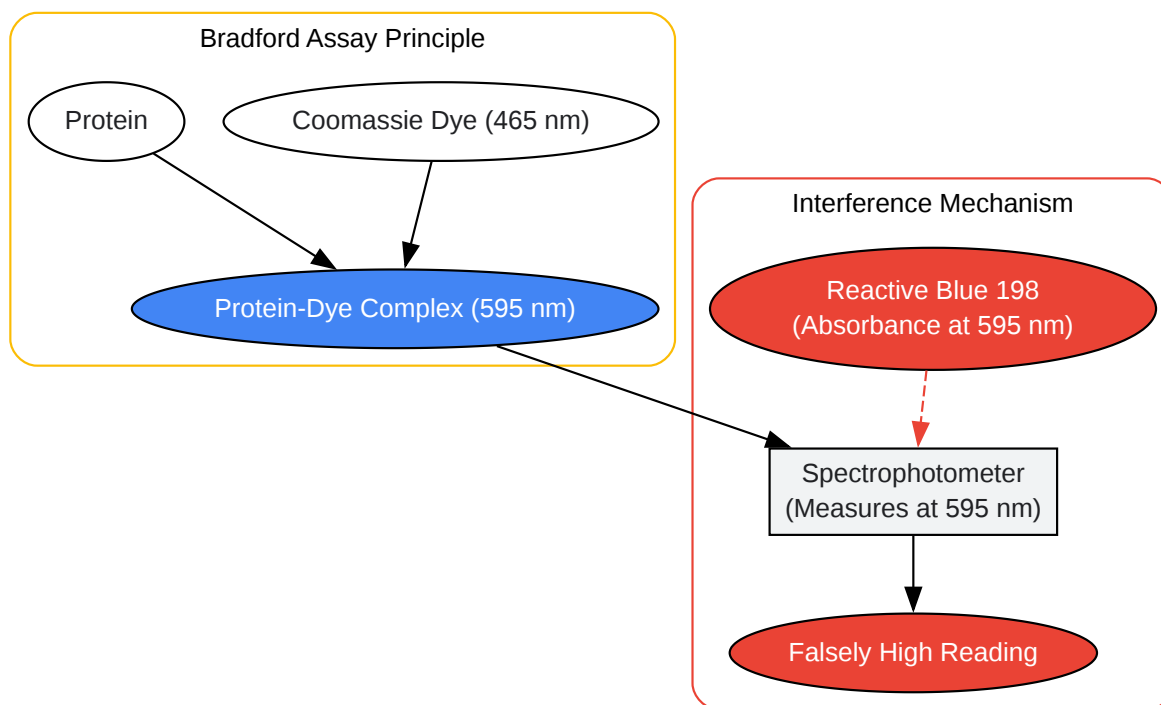 Bradford Assay Principle
Protein
Coomassie Dye (465 nm)
Protein-Dye Complex (595 nm)
Interference Mechanism
Reactive Blue 198
(Absorbance at 595 nm)
Spectrophotometer
(Measures at 595 nm)
Falsely High Reading